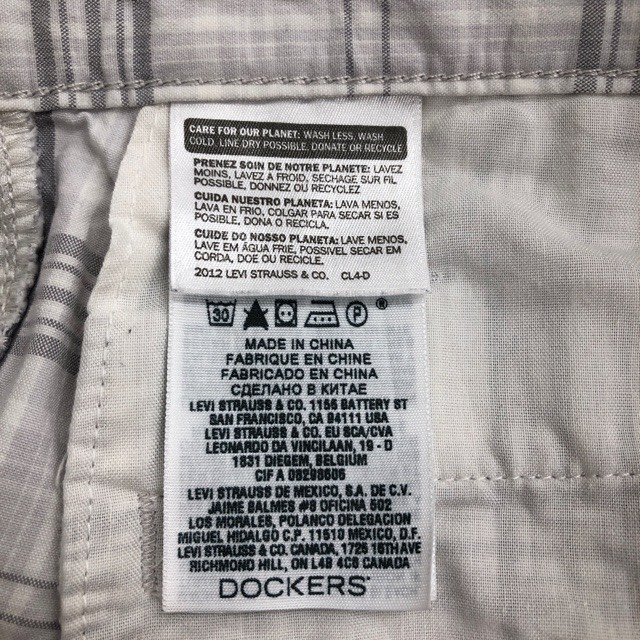 CARE FOR OUR PLANET: WASH LESS, WASH
COLD, LINE DRY POSSIBLE, DONATE OR RECYCLE
PRENEZ SOIN DE NOTRE PLANETE: LAVEZ
MOINS, LAVEZ A FROID, SECHAGE SUR FIL
POSSIBLE, DONNEZ OU RECYCLEZ
CUIDA NUESTRO PLANETA: LAVA MENOS,
LAVA EN FRIO, COLGAR PARA SECAR SI ES
POSIBLE, DONA O RECICLA.
CUIDE DO NOSSO PLANETA: LAVE MENOS,
LAVE EM ÁGUA FRIE, POSSIVEL SECAR EM
CORDA, DOE OU RECICLE.
2012 LEVI STRAUSS & CO. CL4-D
30 P
MADE IN CHINA
FABRIQUE EN CHINE
FABRICADO EN CHINA
СДЕЛАНО В КИТАЕ
LEVI STRAUSS & CO. 1155 BATTERY ST
SAN FRANCISCO, CA 94111 USA
LEVI STRAUSS & CO. EU SCA/CVA
LEONARDO DA VINCILAAN, 19 - D
1831 DIEGEM, BELGIUM
CIF A
LEVI STRAUSS DE MEXICO, S.A. DE C.V.
JAIME BALMES #8 OFICINA 502
LOS MORALES, POLANCO DELEGACION
MIGUEL HIDALGO C.P. 11510 MEXICO, D.F.
LEVI STRAUSS & CO. CANADA, 1725 16TH AVE
RICHMOND HILL, ON L4B 4C6 CANADA
DOCKERS®